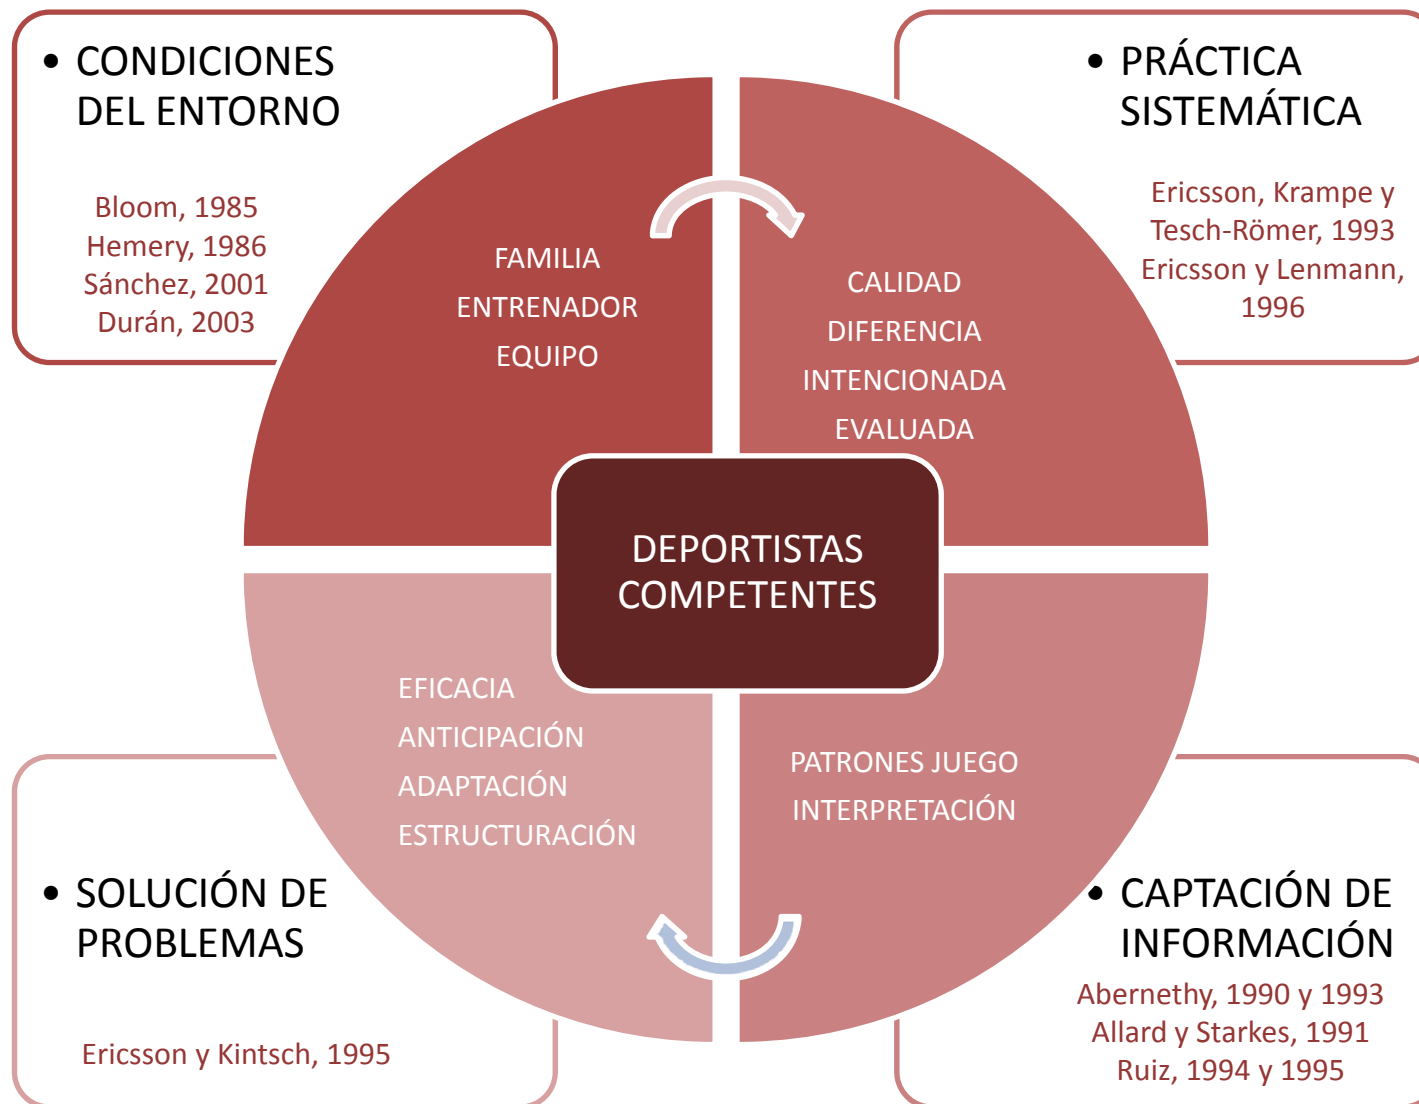 • CONDICIONES
DEL ENTORNO
Bloom, 1985
Hemery, 1986
Sánchez, 2001
Durán, 2003
FAMILIA
ENTRENADOR
EQUIPO
• PRÁCTICA
SISTEMÁTICA
Ericsson, Krampe y
Tesch-Römer, 1993
Ericsson y Lenmann,
1996
CALIDAD
DIFERENCIA
INTENCIONADA
EVALUADA
DEPORTISTAS
COMPETENTES
EFICACIA
ANTICIPACIÓN
ADAPTACIÓN
ESTRUCTURACIÓN
• SOLUCIÓN DE
PROBLEMAS
Ericsson y Kintsch, 1995
PATRONES JUEGO
INTERPRETACIÓN
• CAPTACIÓN DE
INFORMACIÓN
Abernethy, 1990 y 1993
Allard y Starkes, 1991
Ruiz, 1994 y 1995